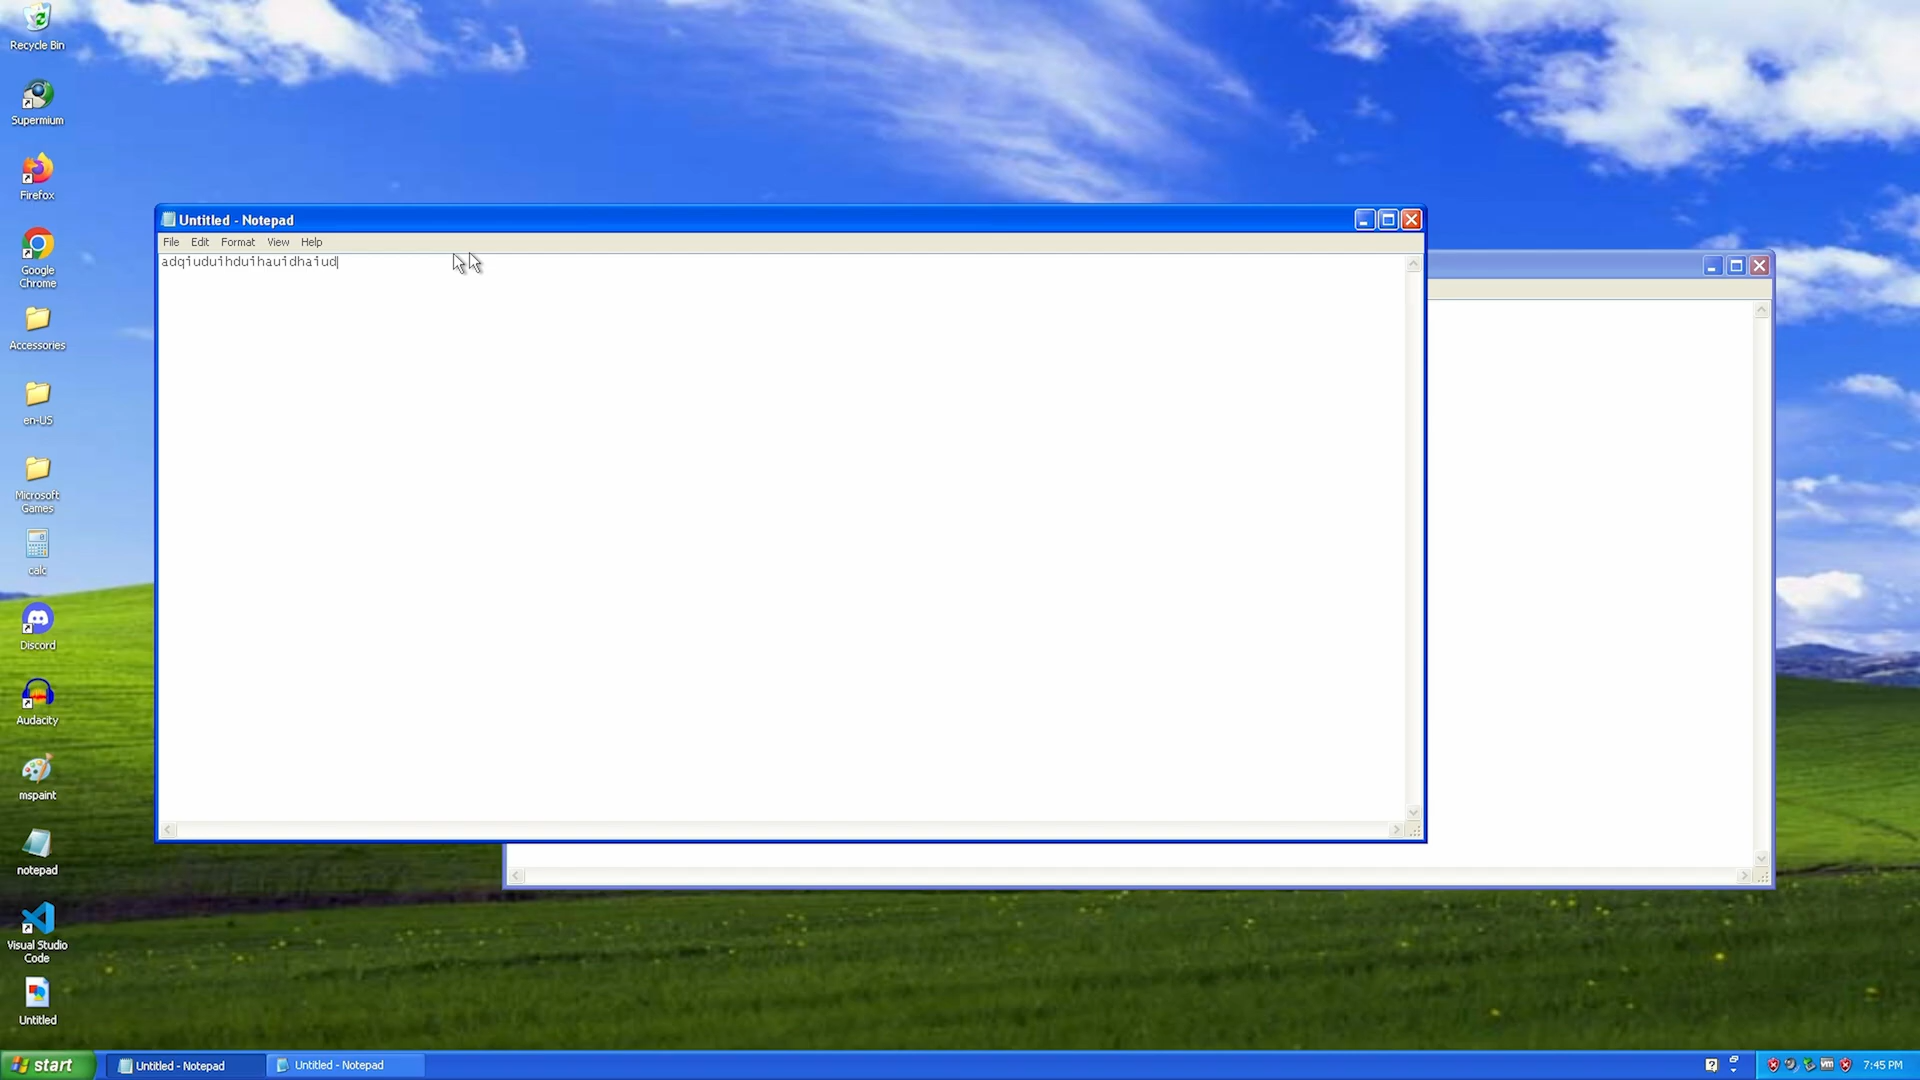 Recycle Bin
Supermium
Firefox
Google
Chrome
Accessories
en-US
Microsoft
Games
calc
Discord
Audacity
mspaint
notepad
Visual Studio
Code
Untitled
Untitled - Notepad
File Edit Format View Help
adqiuduihduihauidhaiud
start
Untitled - Notepad
Untitled - Notepad
7:45 PM